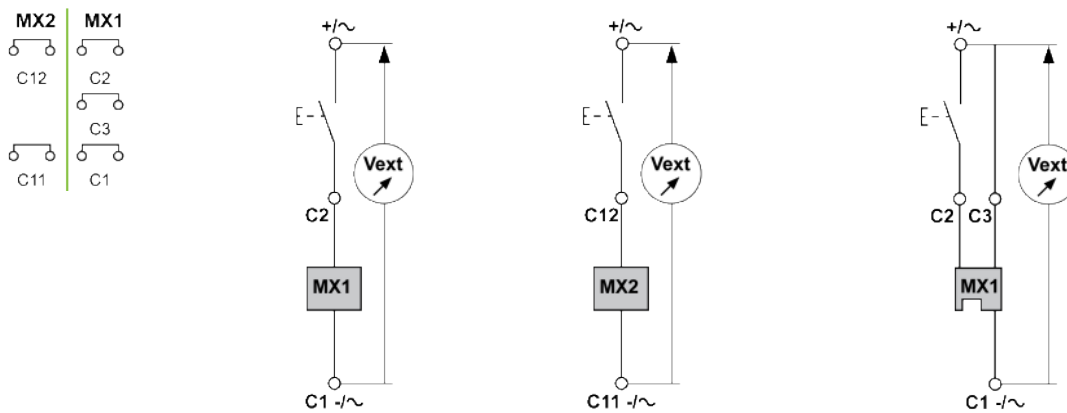 MX2 MX1
C12 C2
C3
C11 C1
+/~
Vext
C2
MX1
C1 -/~
+/~
Vext
C12
MX2
C11 -/~
+/~
Vext
C2 C3
MX1
C1 -/~